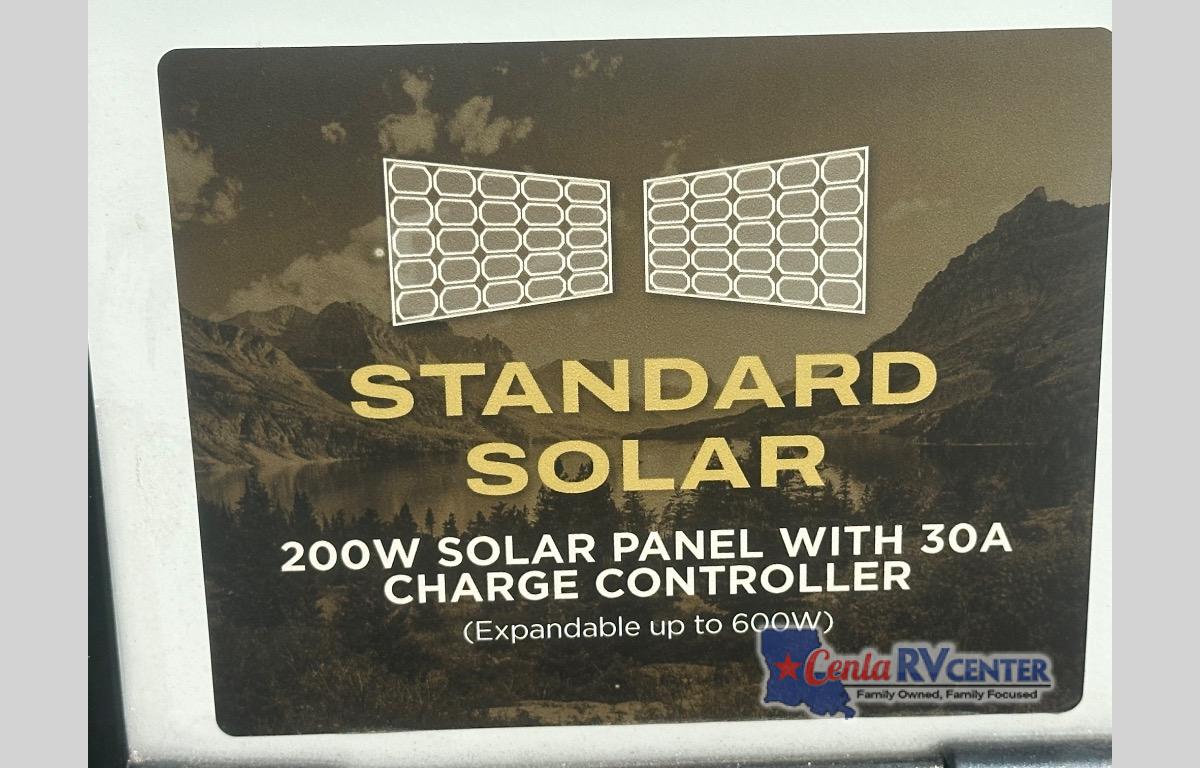 STANDARD
SOLAR
200W SOLAR PANEL WITH 30A
CHARGE CONTROLLER
(Expandable up to 600W)
Cenla RV CENTER
Family Owned, Family Focused